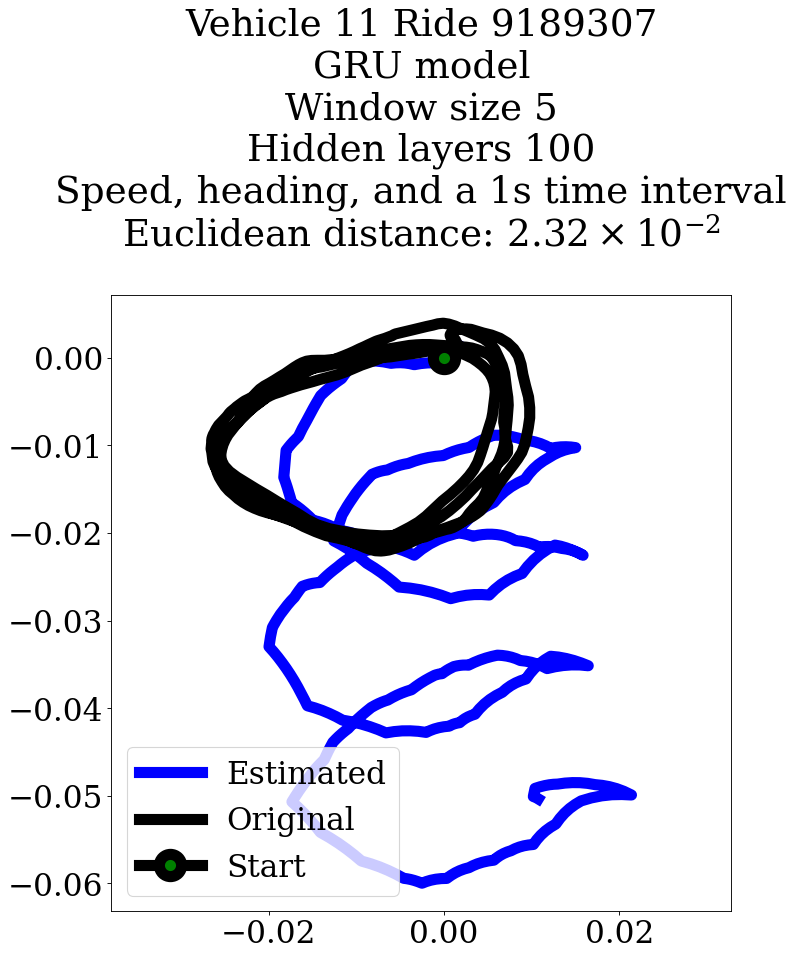 Vehicle 11 Ride 9189307
GRU model
Window size 5
Hidden layers 100
Speed, heading, and a 1s time interval
Euclidean distance: 2.32 × 10⁻²
0.00
−0.01
−0.02
−0.03
−0.04
−0.05
−0.06
Estimated
Original
Start
−0.02
0.00
0.02